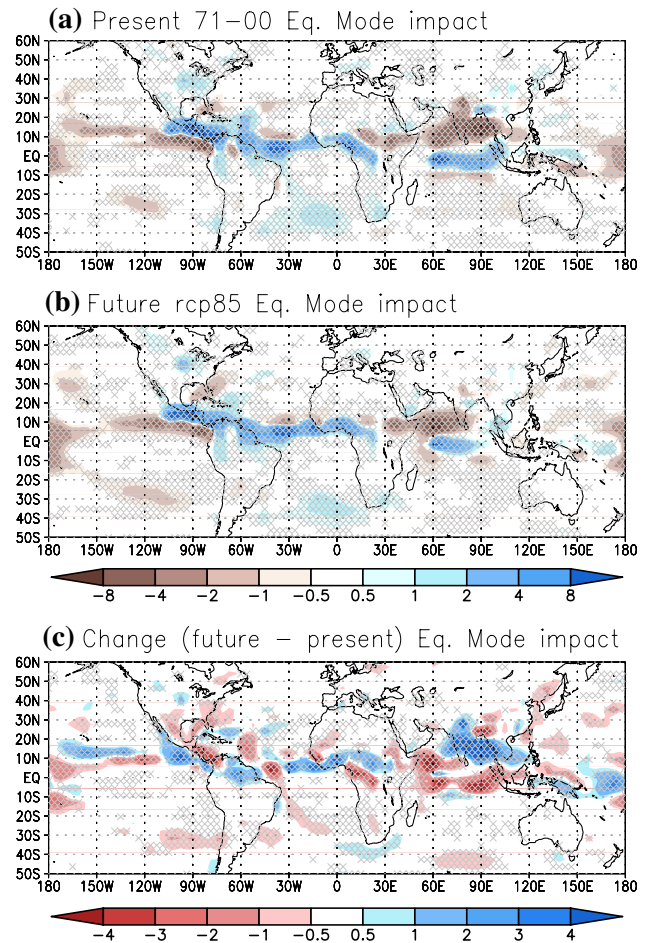 (a) Present 71-00 Eq. Mode impact
60N
50N
40N
30N
20N
10N
EQ
10S
20S
30S
40S
50S
180 150W 120W 90W 60W 30W 0 30E 60E 90E 120E 150E 180
(b) Future rcp85 Eq. Mode impact
60N
50N
40N
30N
20N
10N
EQ
10S
20S
30S
40S
50S
180 150W 120W 90W 60W 30W 0 30E 60E 90E 120E 150E 180
-8 -4 -2 -1 -0.5 0.5 1 2 4 8
(c) Change (future - present) Eq. Mode impact
60N
50N
40N
30N
20N
10N
EQ
10S
20S
30S
40S
50S
180 150W 120W 90W 60W 30W 0 30E 60E 90E 120E 150E 180
-4 -3 -2 -1 -0.5 0.5 1 2 3 4